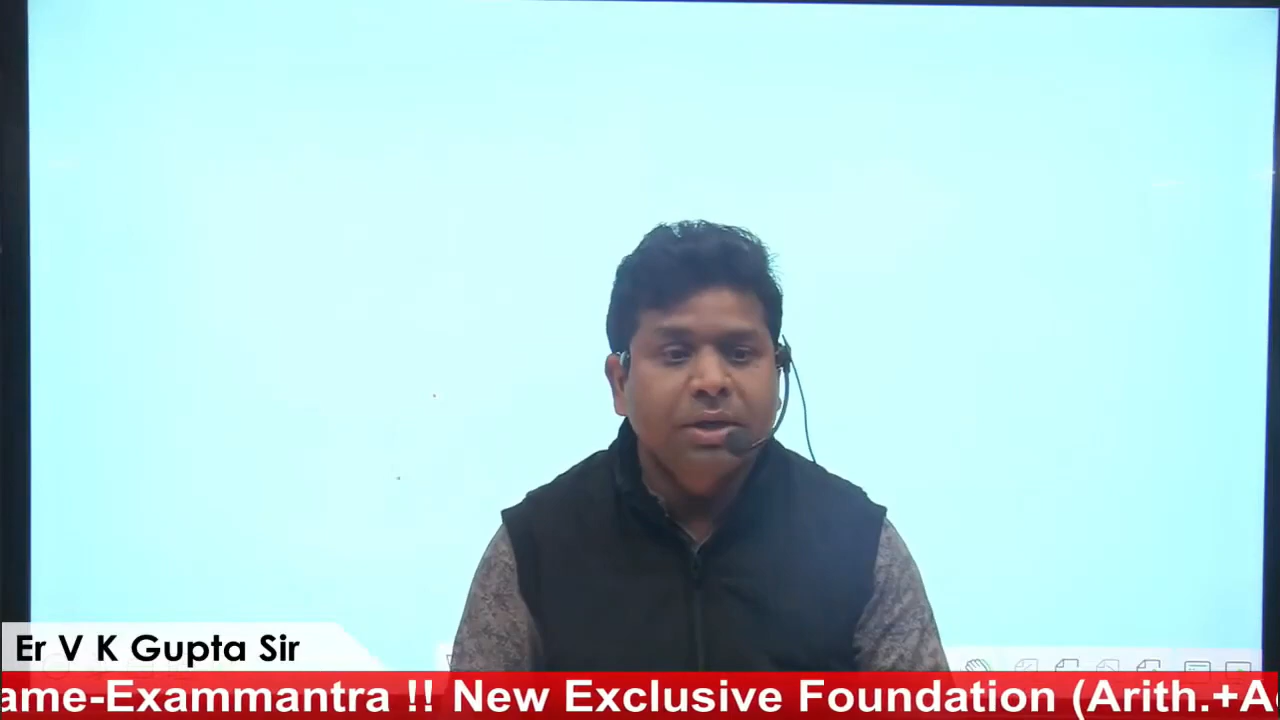 Er V K Gupta Sir
ame-Exammantra !! New Exclusive Foundation (Arith.+A